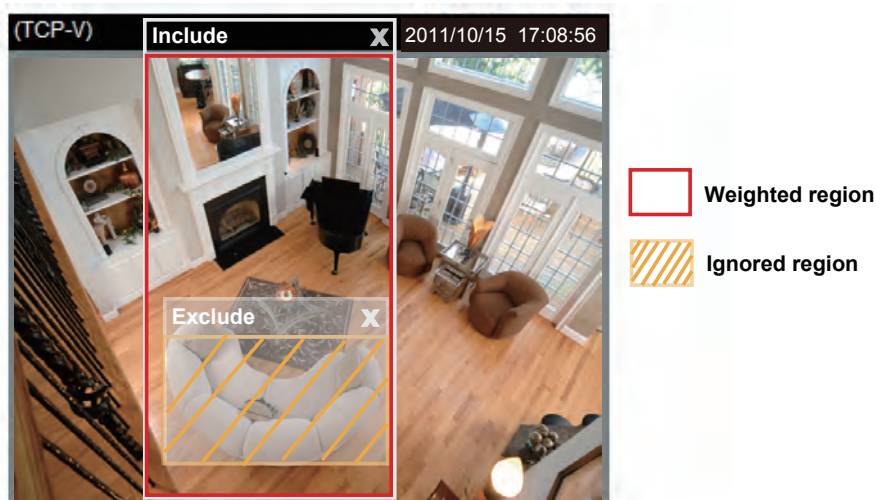 (TCP-V)
Include X
2011/10/15 17:08:56
Exclude X
Weighted region
Ignored region